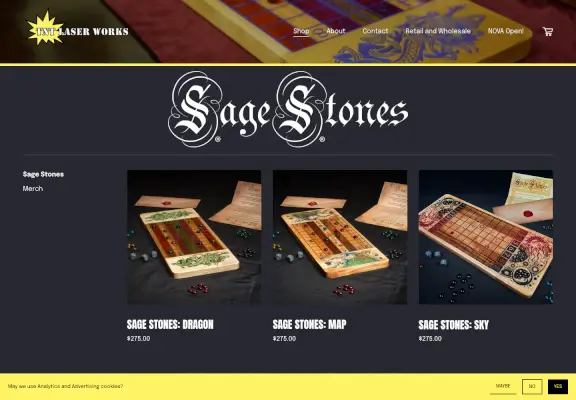 TNT LASER WORKS
Shop About Contact Retail and Wholesale NOVA Open!
Sage Stones
Sage Stones
Merch
SAGE STONES: DRAGON
$275.00
SAGE STONES: MAP
$275.00
SAGE STONES: SKY
$275.00
May we use Analytics and Advertising cookies?
MAYBE NO YES